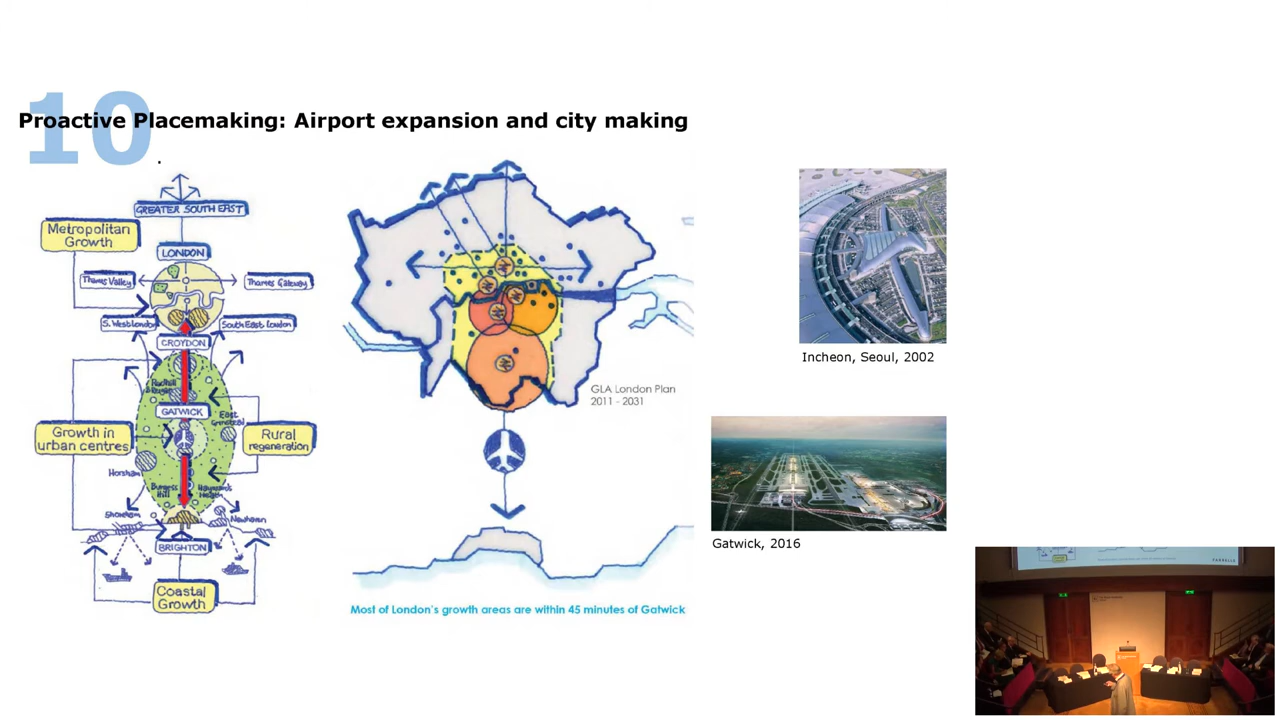 10
Proactive Placemaking: Airport expansion and city making
.
GREATER SOUTH EAST
Metropolitan
Growth
LONDON
Thames Valley
Thames Gateway
S. West London
South East London
CROYDON
Redhill
GATWICK
East
Grinstead
Growth in
urban centres
Rural
regeneration
Horsham
Burgess
Hill
Haywards
Heath
Shoreham
Newhaven
BRIGHTON
Coastal
Growth
GLA London Plan
2011 - 2031
Most of London's growth areas are within 45 minutes of Gatwick
Incheon, Seoul, 2002
Gatwick, 2016
FARRELLS